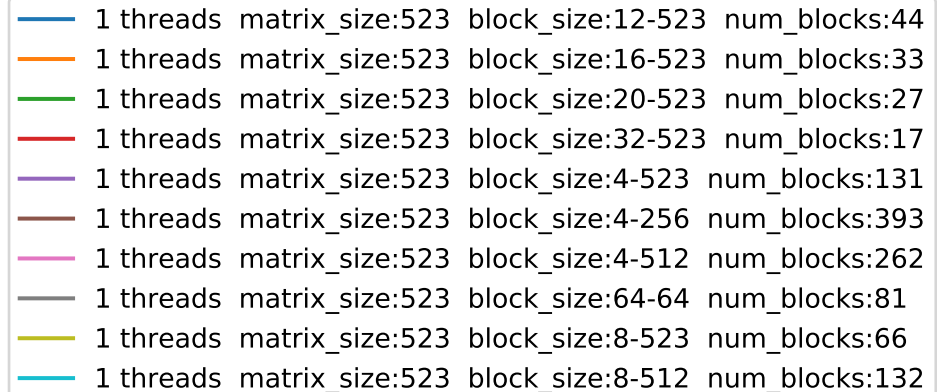 1 threads matrix_size:523 block_size:12-523 num_blocks:44
1 threads matrix_size:523 block_size:16-523 num_blocks:33
1 threads matrix_size:523 block_size:20-523 num_blocks:27
1 threads matrix_size:523 block_size:32-523 num_blocks:17
1 threads matrix_size:523 block_size:4-523 num_blocks:131
1 threads matrix_size:523 block_size:4-256 num_blocks:393
1 threads matrix_size:523 block_size:4-512 num_blocks:262
1 threads matrix_size:523 block_size:64-64 num_blocks:81
1 threads matrix_size:523 block_size:8-523 num_blocks:66
1 threads matrix_size:523 block_size:8-512 num_blocks:132